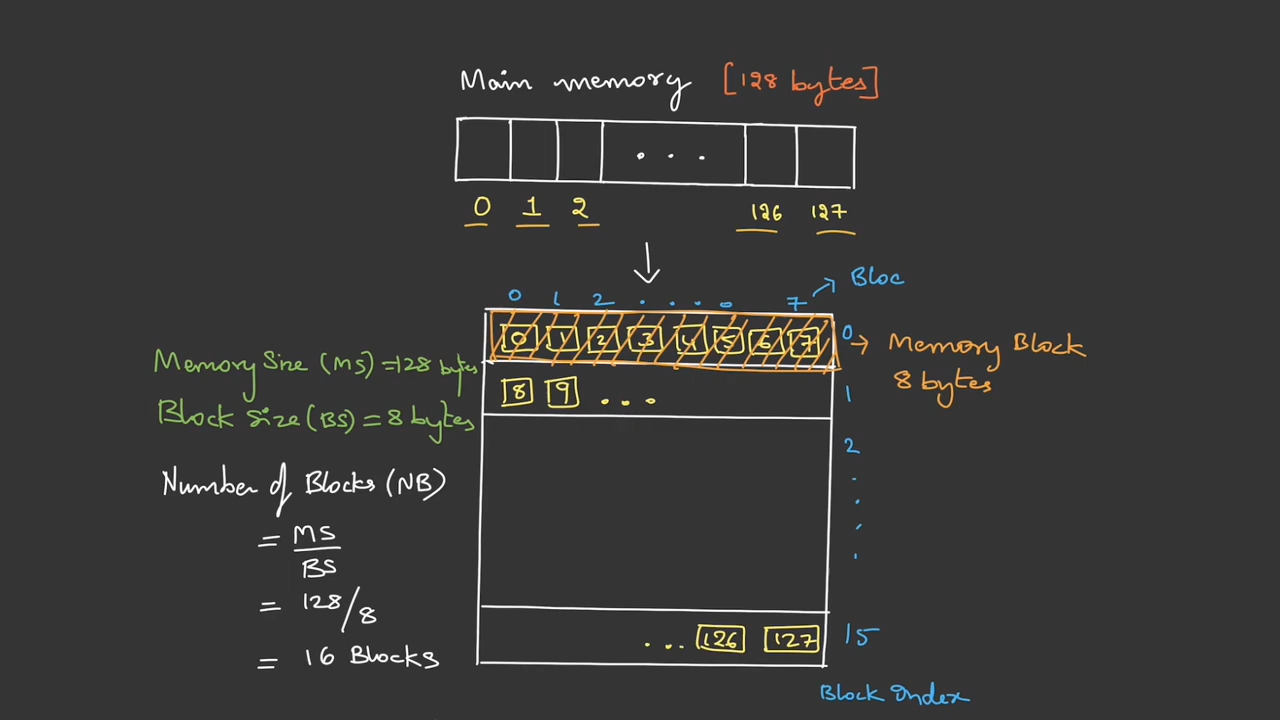 Main memory [128 bytes]
. . .
0 1 2 126 127
Bloc
0 1 2 . . . . 7
0 1 2 3 4 5 6 7 0
Memory Block
8 bytes
Memory Size (MS) = 128 bytes
8 9 . . . 1
Block Size (BS) = 8 bytes
2
Number of Blocks (NB)
= MS
BS
= 128/8
. . . 126 127 15
= 16 Blocks
Block Index